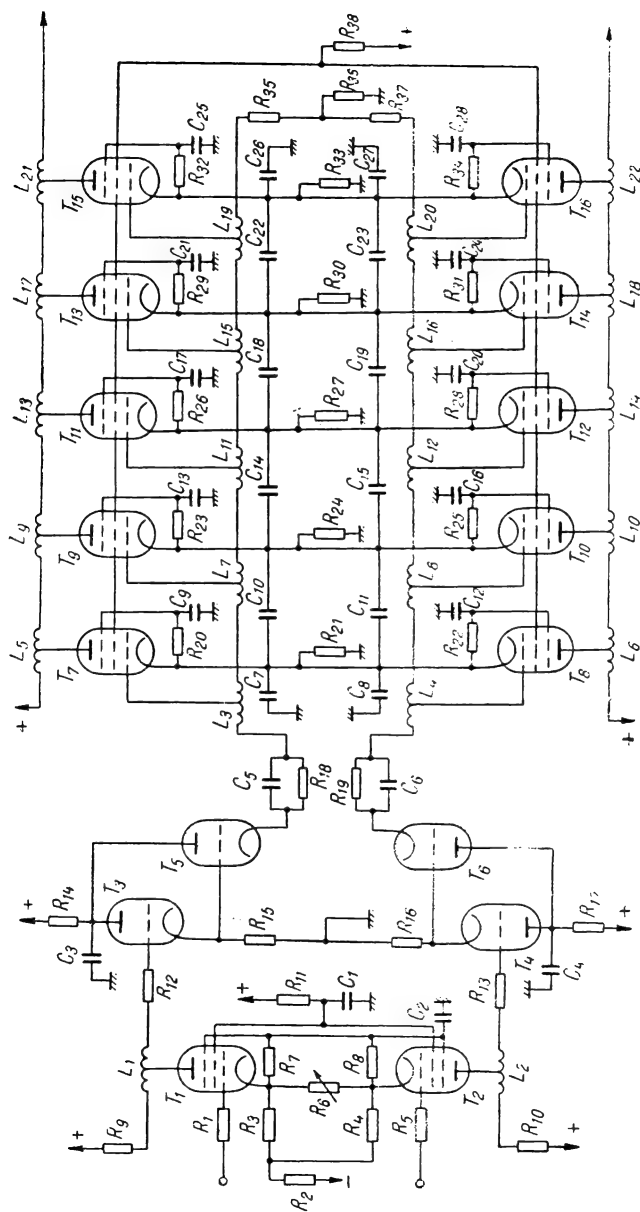 L₂₁
L₁₇
L₁₃
L₉
L₅
+
T₁₅
T₁₃
T₁₁
T₉
T₇
R₃₈
+
C₂₅
R₃₂
C₂₁
R₂₉
C₁₇
R₂₆
C₁₃
R₂₃
C₉
R₂₀
R₃₅
L₁₉
L₁₅
L₁₁
L₇
L₃
C₂₆
C₂₂
C₁₈
C₁₄
C₁₀
C₇
R₃₅
R₃₃
R₃₀
R₂₇
R₂₄
R₂₁
C₂₇
C₂₃
C₁₉
C₁₅
C₁₁
C₈
R₃₇
L₂₀
L₁₆
L₁₂
L₈
L₄
C₂₈
R₃₄
C₂₄
R₃₁
C₂₀
R₂₈
C₁₆
R₂₅
C₁₂
R₂₂
T₁₆
T₁₄
T₁₂
T₁₀
T₈
L₂₂
L₁₈
L₁₄
L₁₀
L₆
+
C₅
R₁₈
R₁₉
C₆
T₅
T₆
+
R₁₄
T₃
C₃
R₁₂
R₁₅
R₁₆
R₁₃
T₄
C₄
R₁₇
+
+
R₉
L₁
T₁
R₁
R₃
R₂
−
R₇
R₆
R₈
R₄
R₅
+
R₁₁
C₁
C₂
T₂
L₂
R₁₀
+